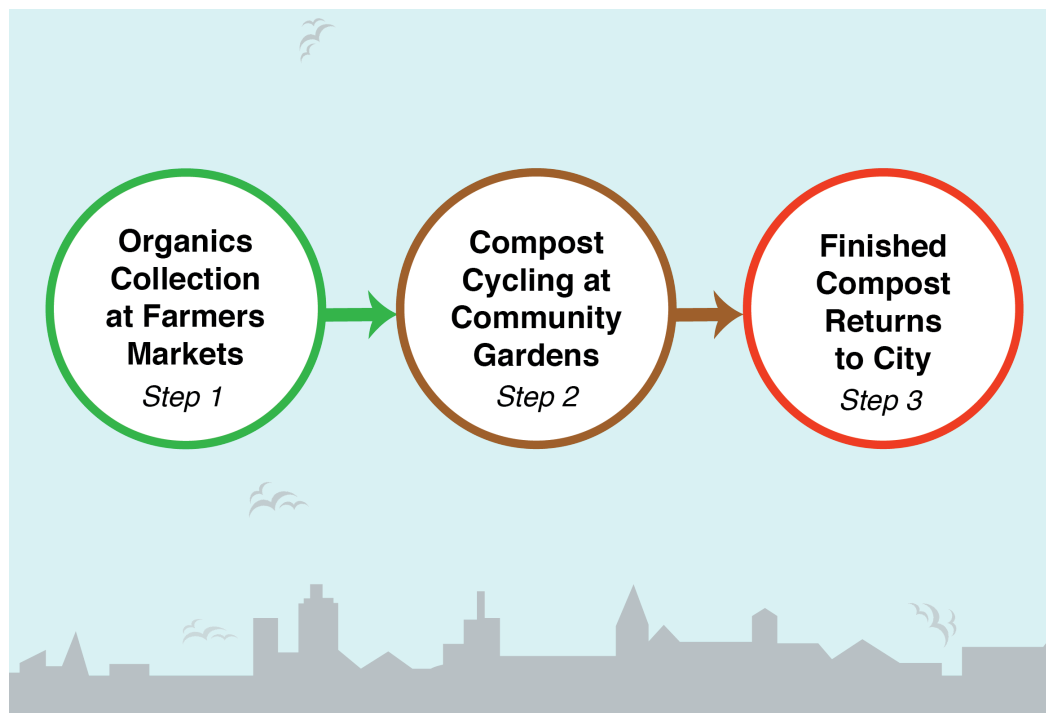 Organics
Collection
at Farmers
Markets
Step 1
Compost
Cycling at
Community
Gardens
Step 2
Finished
Compost
Returns
to City
Step 3